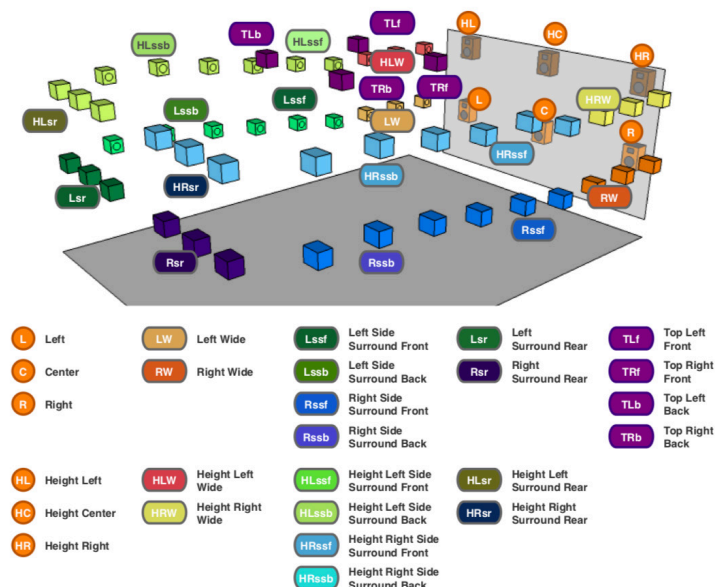 HL
HC
HR
TLf
TLb
HLssb
HLssf
HLW
TRb
TRf
HRW
HLsr
Lssb
Lssf
LW
L
C
R
HRssf
HRsr
HRssb
Lsr
RW
Rssf
Rsr
Rssb
L Left
C Center
R Right
LW Left Wide
RW Right Wide
Lssf Left Side
Surround Front
Lssb Left Side
Surround Back
Rssf Right Side
Surround Front
Rssb Right Side
Surround Back
Lsr Left
Surround Rear
Rsr Right
Surround Rear
TLf Top Left
Front
TRf Top Right
Front
TLb Top Left
Back
TRb Top Right
Back
HL Height Left
HC Height Center
HR Height Right
HLW Height Left
Wide
HRW Height Right
Wide
HLssf Height Left Side
Surround Front
HLssb Height Left Side
Surround Back
HRssf Height Right Side
Surround Front
HRssb Height Right Side
Surround Back
HLsr Height Left
Surround Rear
HRsr Height Right
Surround Rear